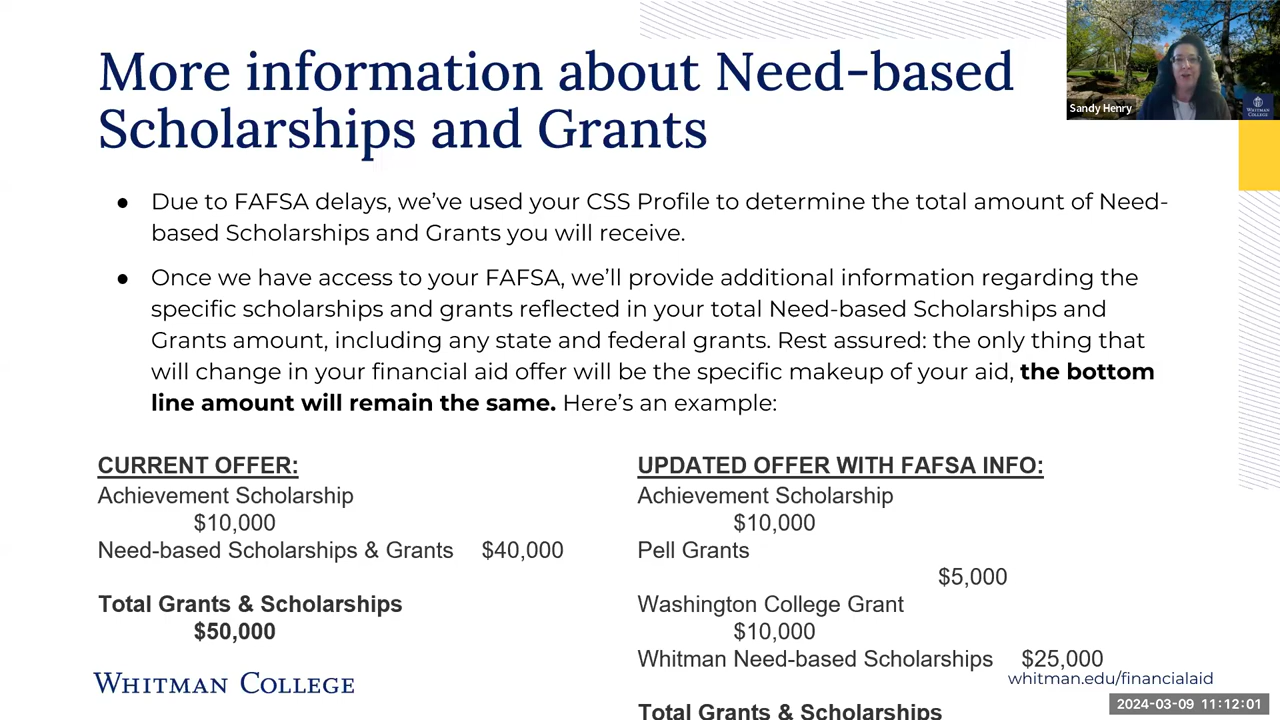 More information about Need-based
Scholarships and Grants
Sandy Henry
WHITMAN
COLLEGE
● Due to FAFSA delays, we’ve used your CSS Profile to determine the total amount of Need-
based Scholarships and Grants you will receive.
● Once we have access to your FAFSA, we’ll provide additional information regarding the
specific scholarships and grants reflected in your total Need-based Scholarships and
Grants amount, including any state and federal grants. Rest assured: the only thing that
will change in your financial aid offer will be the specific makeup of your aid, the bottom
line amount will remain the same. Here’s an example:
CURRENT OFFER:
Achievement Scholarship
$10,000
Need-based Scholarships & Grants $40,000
Total Grants & Scholarships
$50,000
UPDATED OFFER WITH FAFSA INFO:
Achievement Scholarship
$10,000
Pell Grants
$5,000
Washington College Grant
$10,000
Whitman Need-based Scholarships $25,000
Total Grants & Scholarships
WHITMAN COLLEGE
whitman.edu/financialaid
2024-03-09 11:12:01